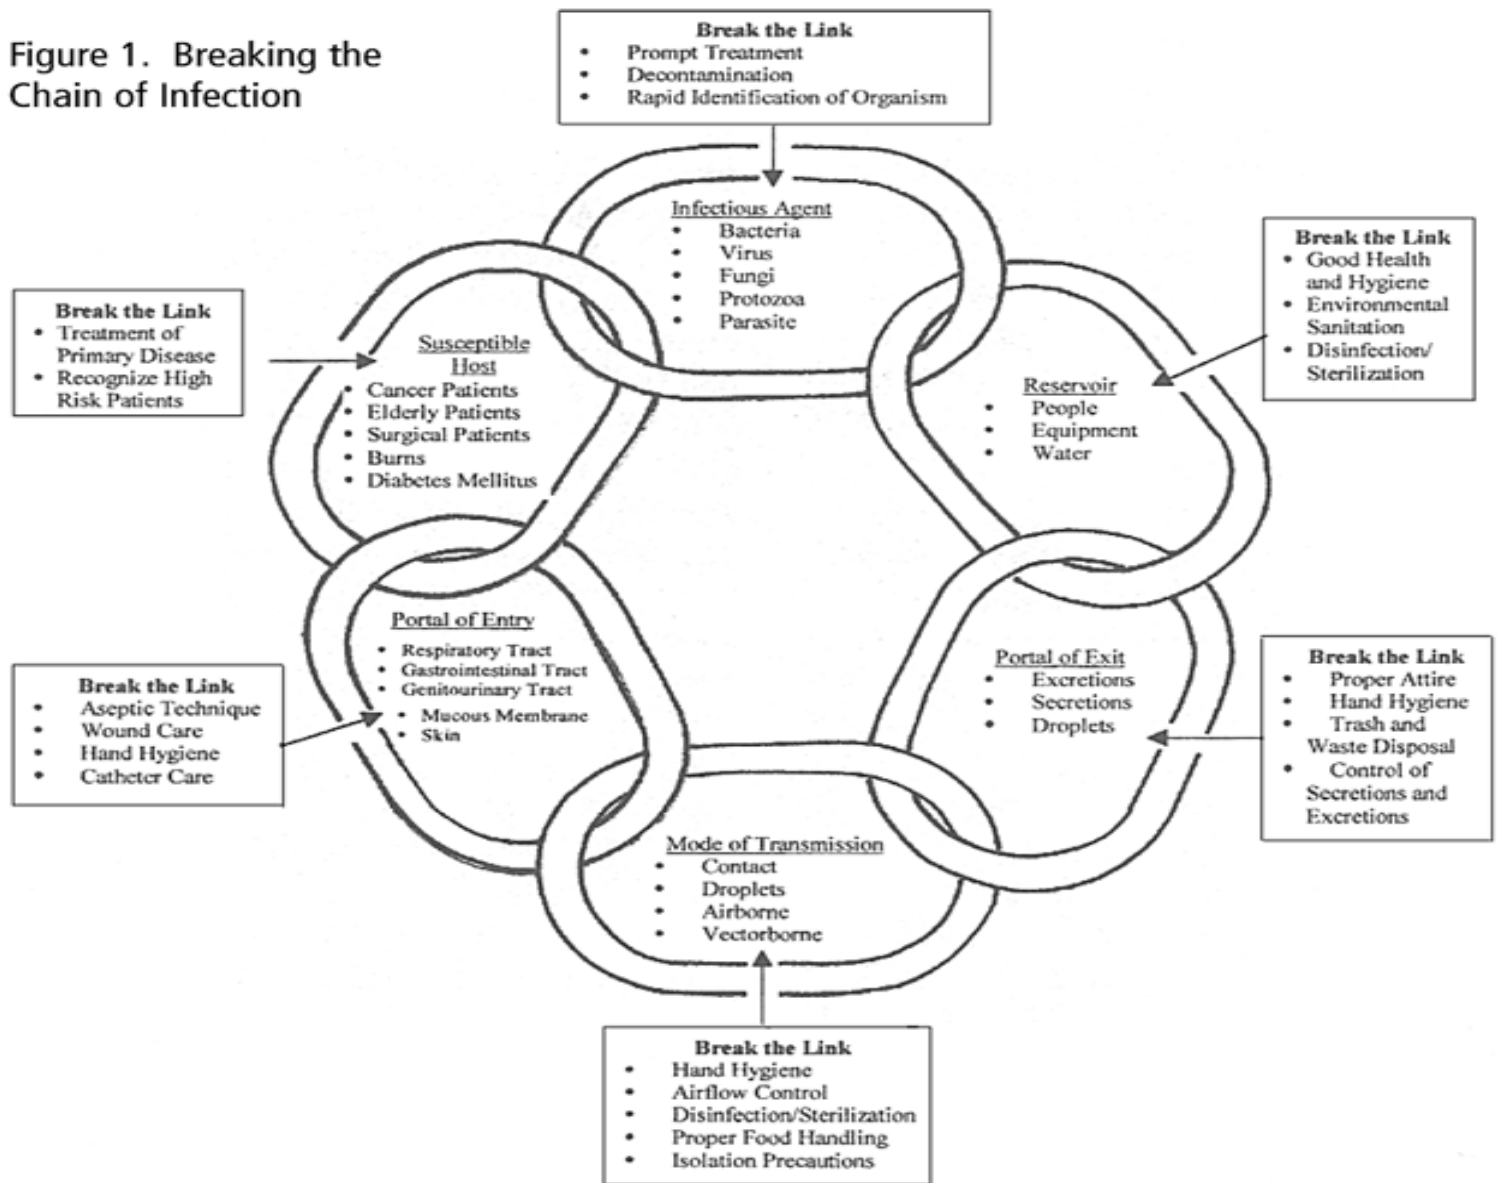 Figure 1. Breaking the
Chain of Infection
Break the Link
• Prompt Treatment
• Decontamination
• Rapid Identification of Organism
Infectious Agent
• Bacteria
• Virus
• Fungi
• Protozoa
• Parasite
Break the Link
• Good Health
and Hygiene
• Environmental
Sanitation
• Disinfection/
Sterilization
Reservoir
• People
• Equipment
• Water
Break the Link
• Proper Attire
• Hand Hygiene
• Trash and
Waste Disposal
• Control of
Secretions and
Excretions
Portal of Exit
• Excretions
• Secretions
• Droplets
Mode of Transmission
• Contact
• Droplets
• Airborne
• Vectorborne
Break the Link
• Hand Hygiene
• Airflow Control
• Disinfection/Sterilization
• Proper Food Handling
• Isolation Precautions
Portal of Entry
• Respiratory Tract
• Gastrointestinal Tract
• Genitourinary Tract
• Mucous Membrane
• Skin
Break the Link
• Aseptic Technique
• Wound Care
• Hand Hygiene
• Catheter Care
Susceptible
Host
• Cancer Patients
• Elderly Patients
• Surgical Patients
• Burns
• Diabetes Mellitus
Break the Link
• Treatment of
Primary Disease
• Recognize High
Risk Patients